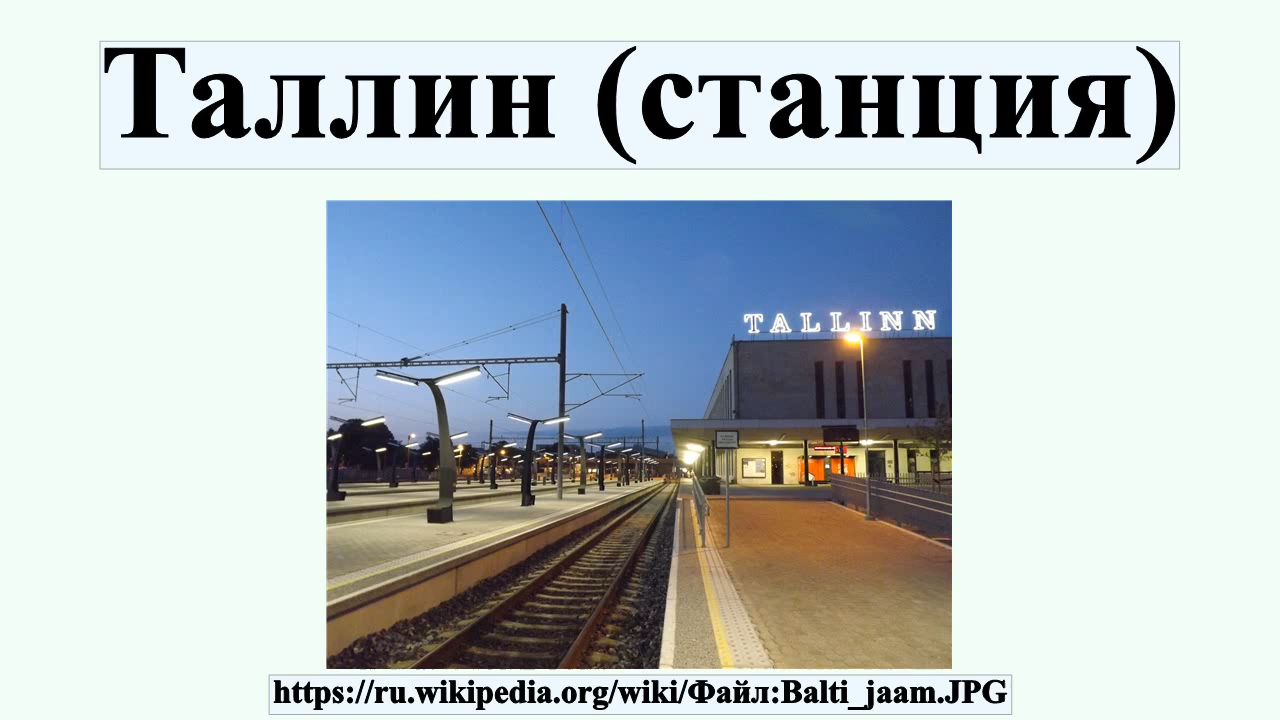 Таллин (станция)
TALLINN
https://ru.wikipedia.org/wiki/Файл:Balti_jaam.JPG